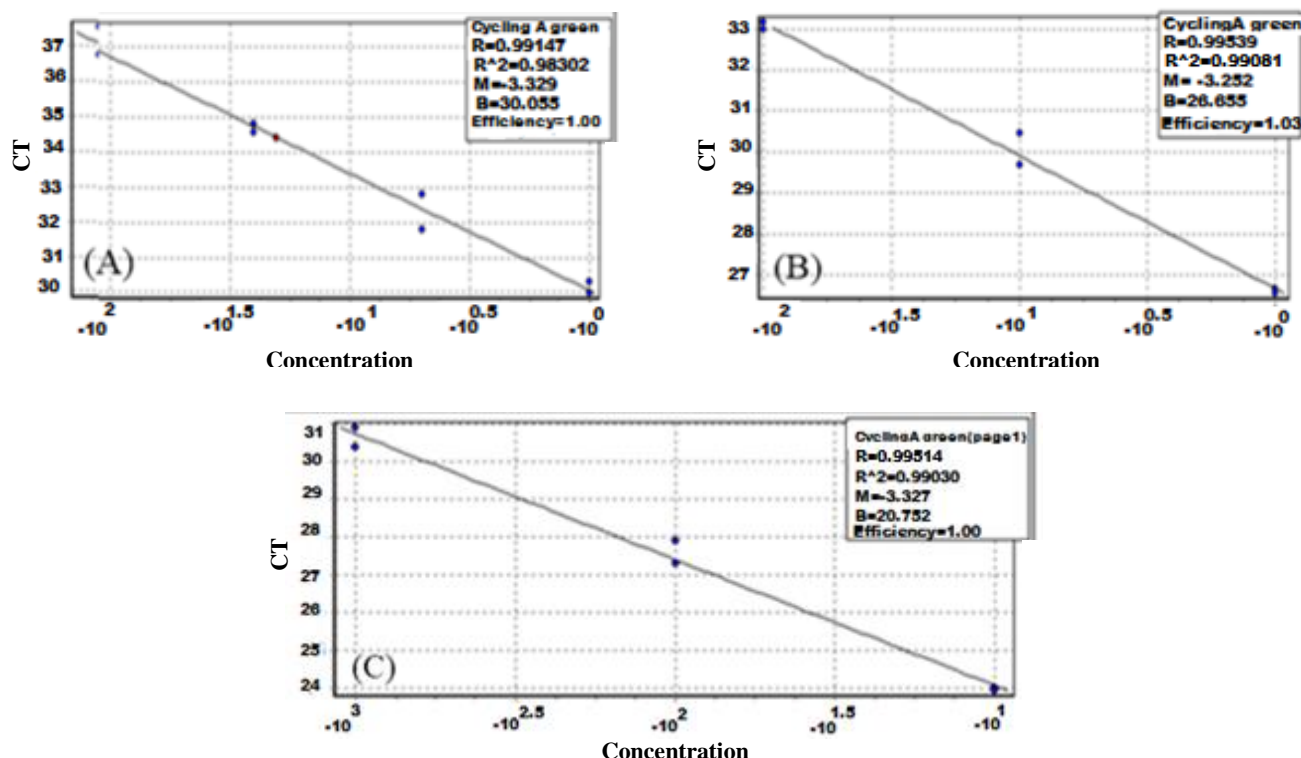 Cycling A green
R=0.99147
R^2=0.98302
M=-3.329
B=30.055
Efficiency=1.00
37
36
35
34
33
32
31
30
CT
(A)
-10^2 -10^1.5 -10^1 -10^0.5 -10^0
Concentration
CyclingA green
R=0.99539
R^2=0.99081
M= -3.252
B=26.655
Efficiency=1.03
33
32
31
30
29
28
27
CT
(B)
-10^2 -10^1.5 -10^1 -10^0.5 -10^0
Concentration
CyclingA green(page1)
R=0.99514
R^2=0.99030
M=-3.327
B=20.752
Efficiency=1.00
31
30
29
28
27
26
25
24
CT
(C)
-10^3 -10^2.5 -10^2 -10^1.5 -10^1
Concentration